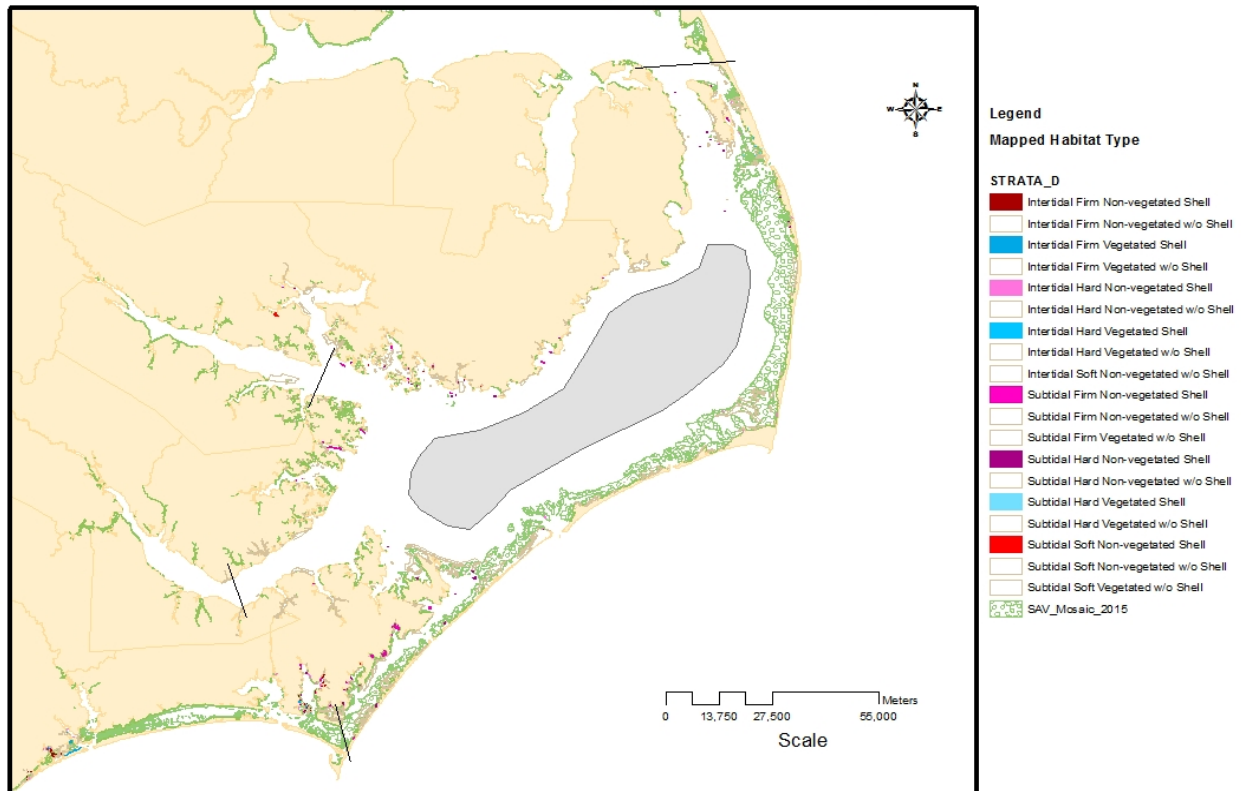 N
W E
S
Legend
Mapped Habitat Type
STRATA_D
Intertidal Firm Non-vegetated Shell
Intertidal Firm Non-vegetated w/o Shell
Intertidal Firm Vegetated Shell
Intertidal Firm Vegetated w/o Shell
Intertidal Hard Non-vegetated Shell
Intertidal Hard Non-vegetated w/o Shell
Intertidal Hard Vegetated Shell
Intertidal Hard Vegetated w/o Shell
Intertidal Soft Non-vegetated w/o Shell
Subtidal Firm Non-vegetated Shell
Subtidal Firm Non-vegetated w/o Shell
Subtidal Firm Vegetated w/o Shell
Subtidal Hard Non-vegetated Shell
Subtidal Hard Non-vegetated w/o Shell
Subtidal Hard Vegetated Shell
Subtidal Hard Vegetated w/o Shell
Subtidal Soft Non-vegetated Shell
Subtidal Soft Non-vegetated w/o Shell
Subtidal Soft Vegetated w/o Shell
SAV_Mosaic_2015
Meters
0 13,750 27,500 55,000
Scale